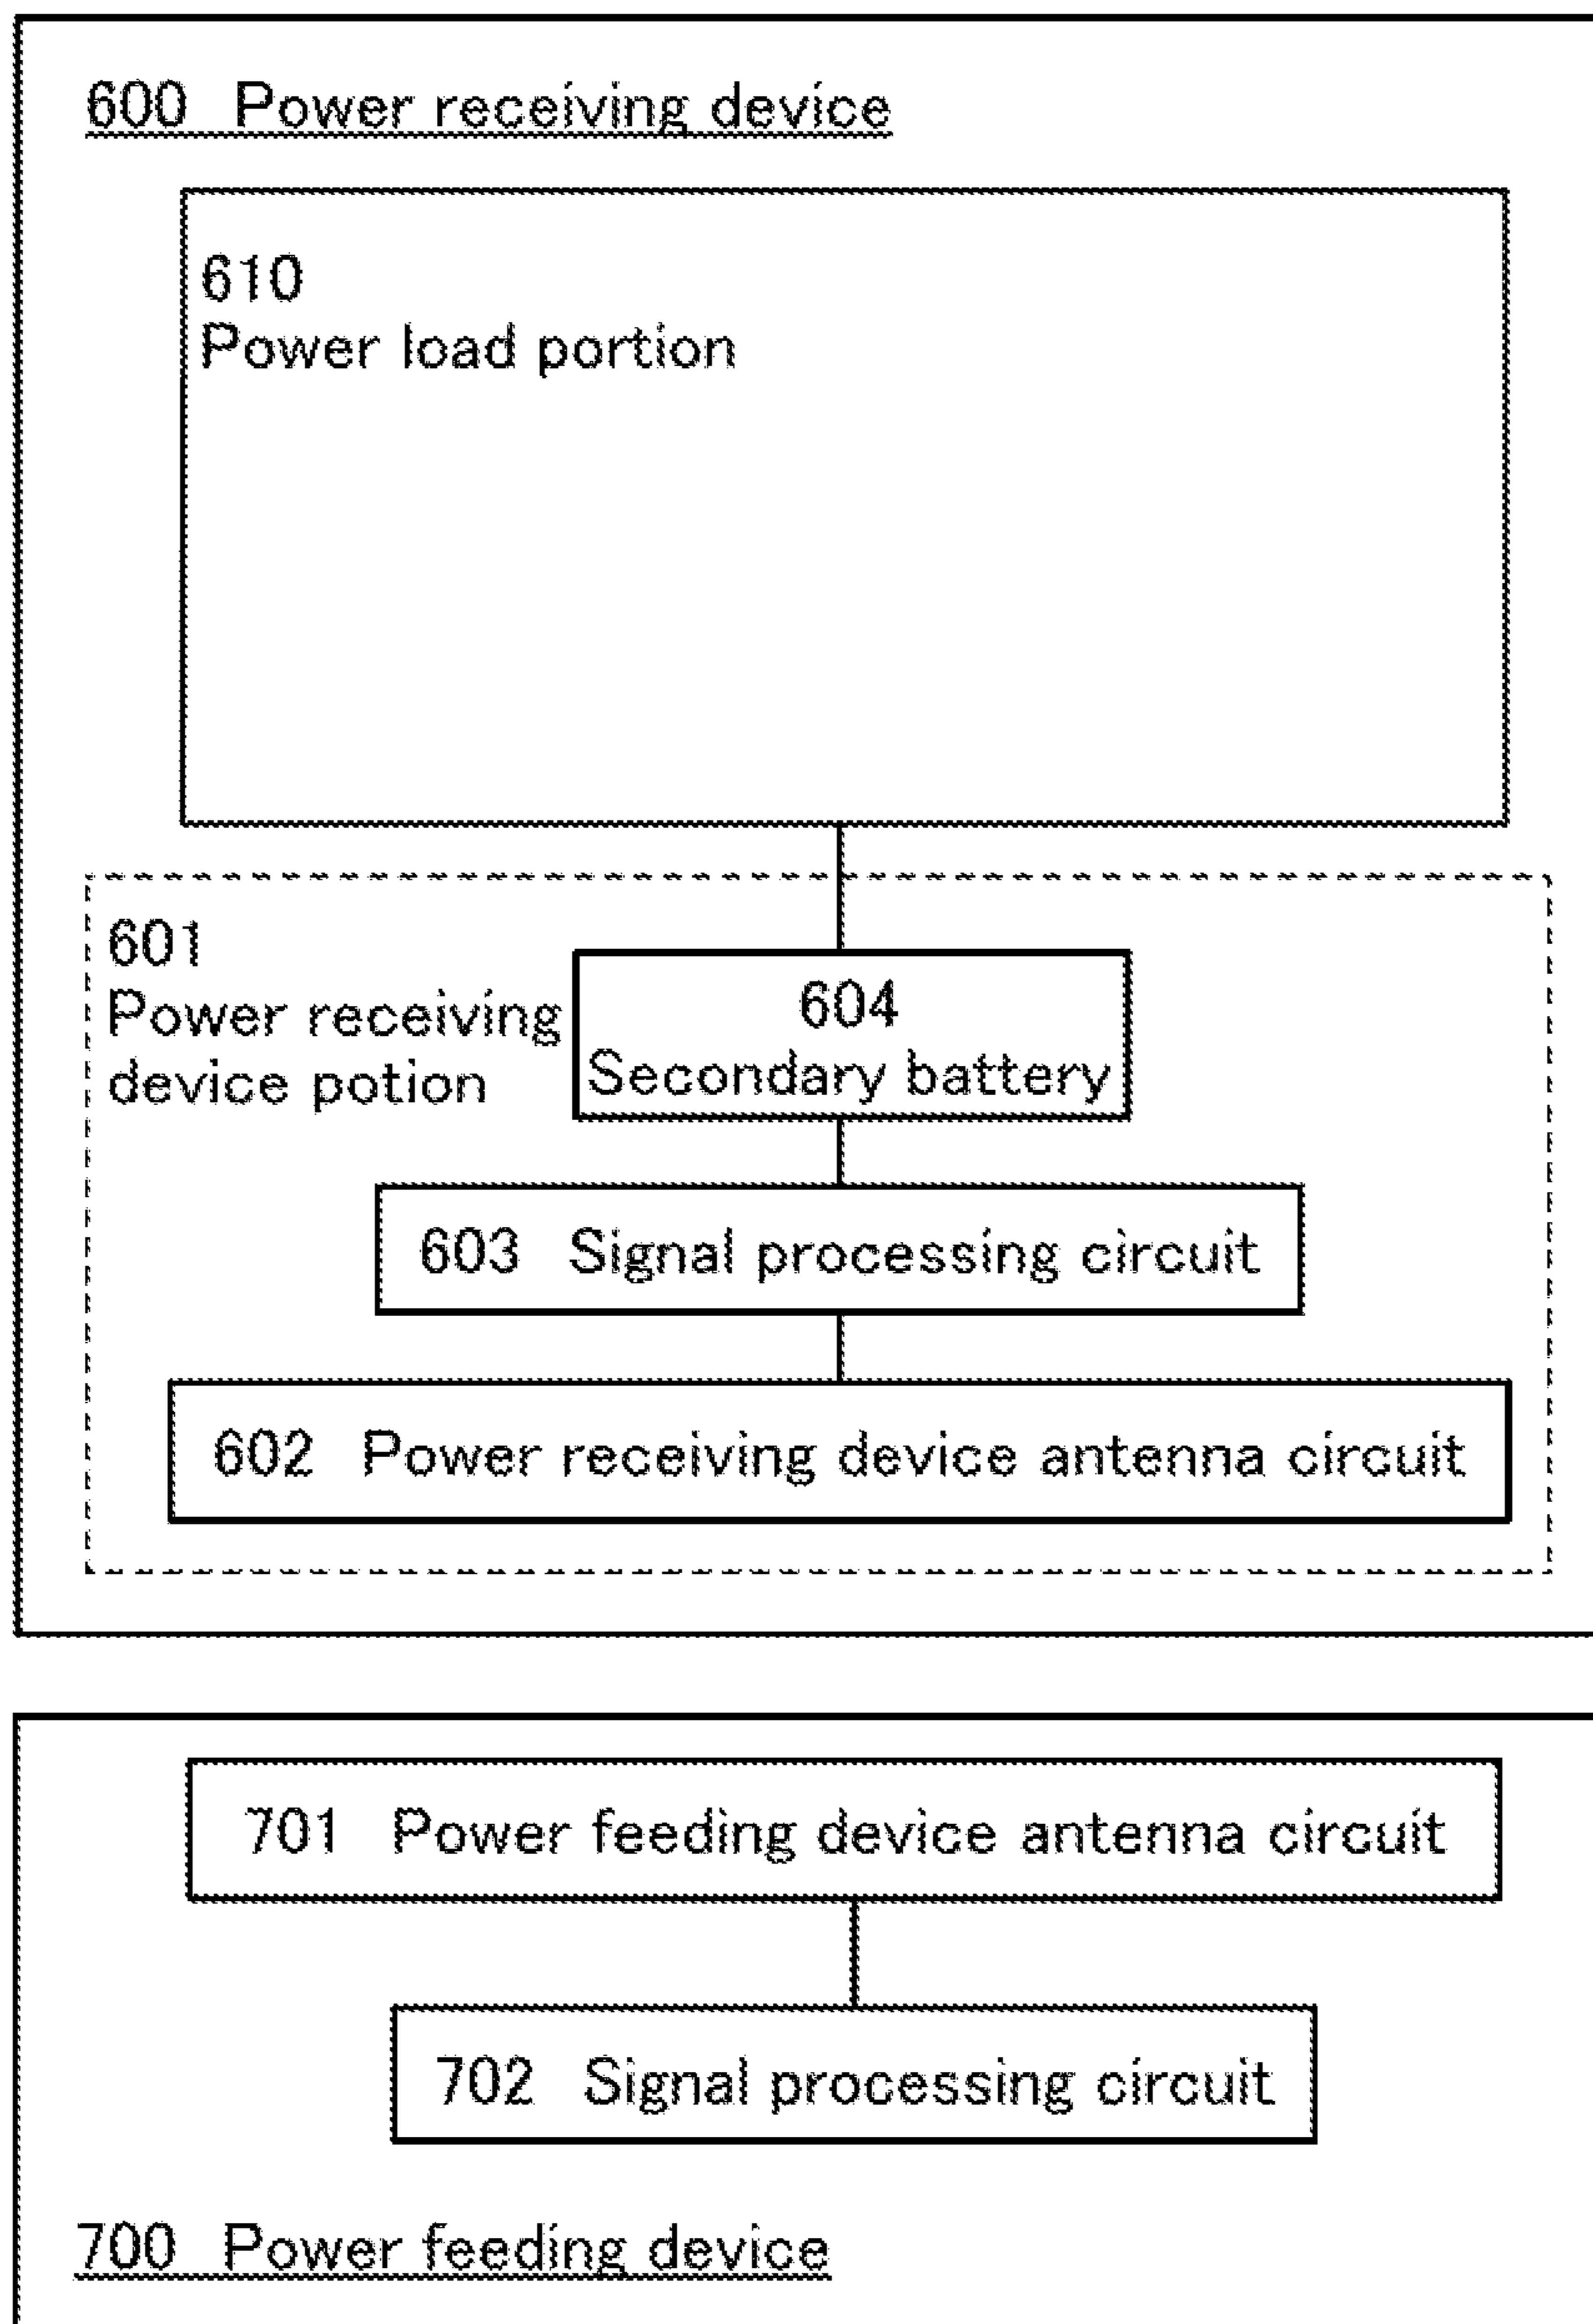 600 Power receiving device
610
Power load portion
601
Power receiving
device potion
604
Secondary battery
603 Signal processing circuit
602 Power receiving device antenna circuit
701 Power feeding device antenna circuit
702 Signal processing circuit
700 Power feeding device